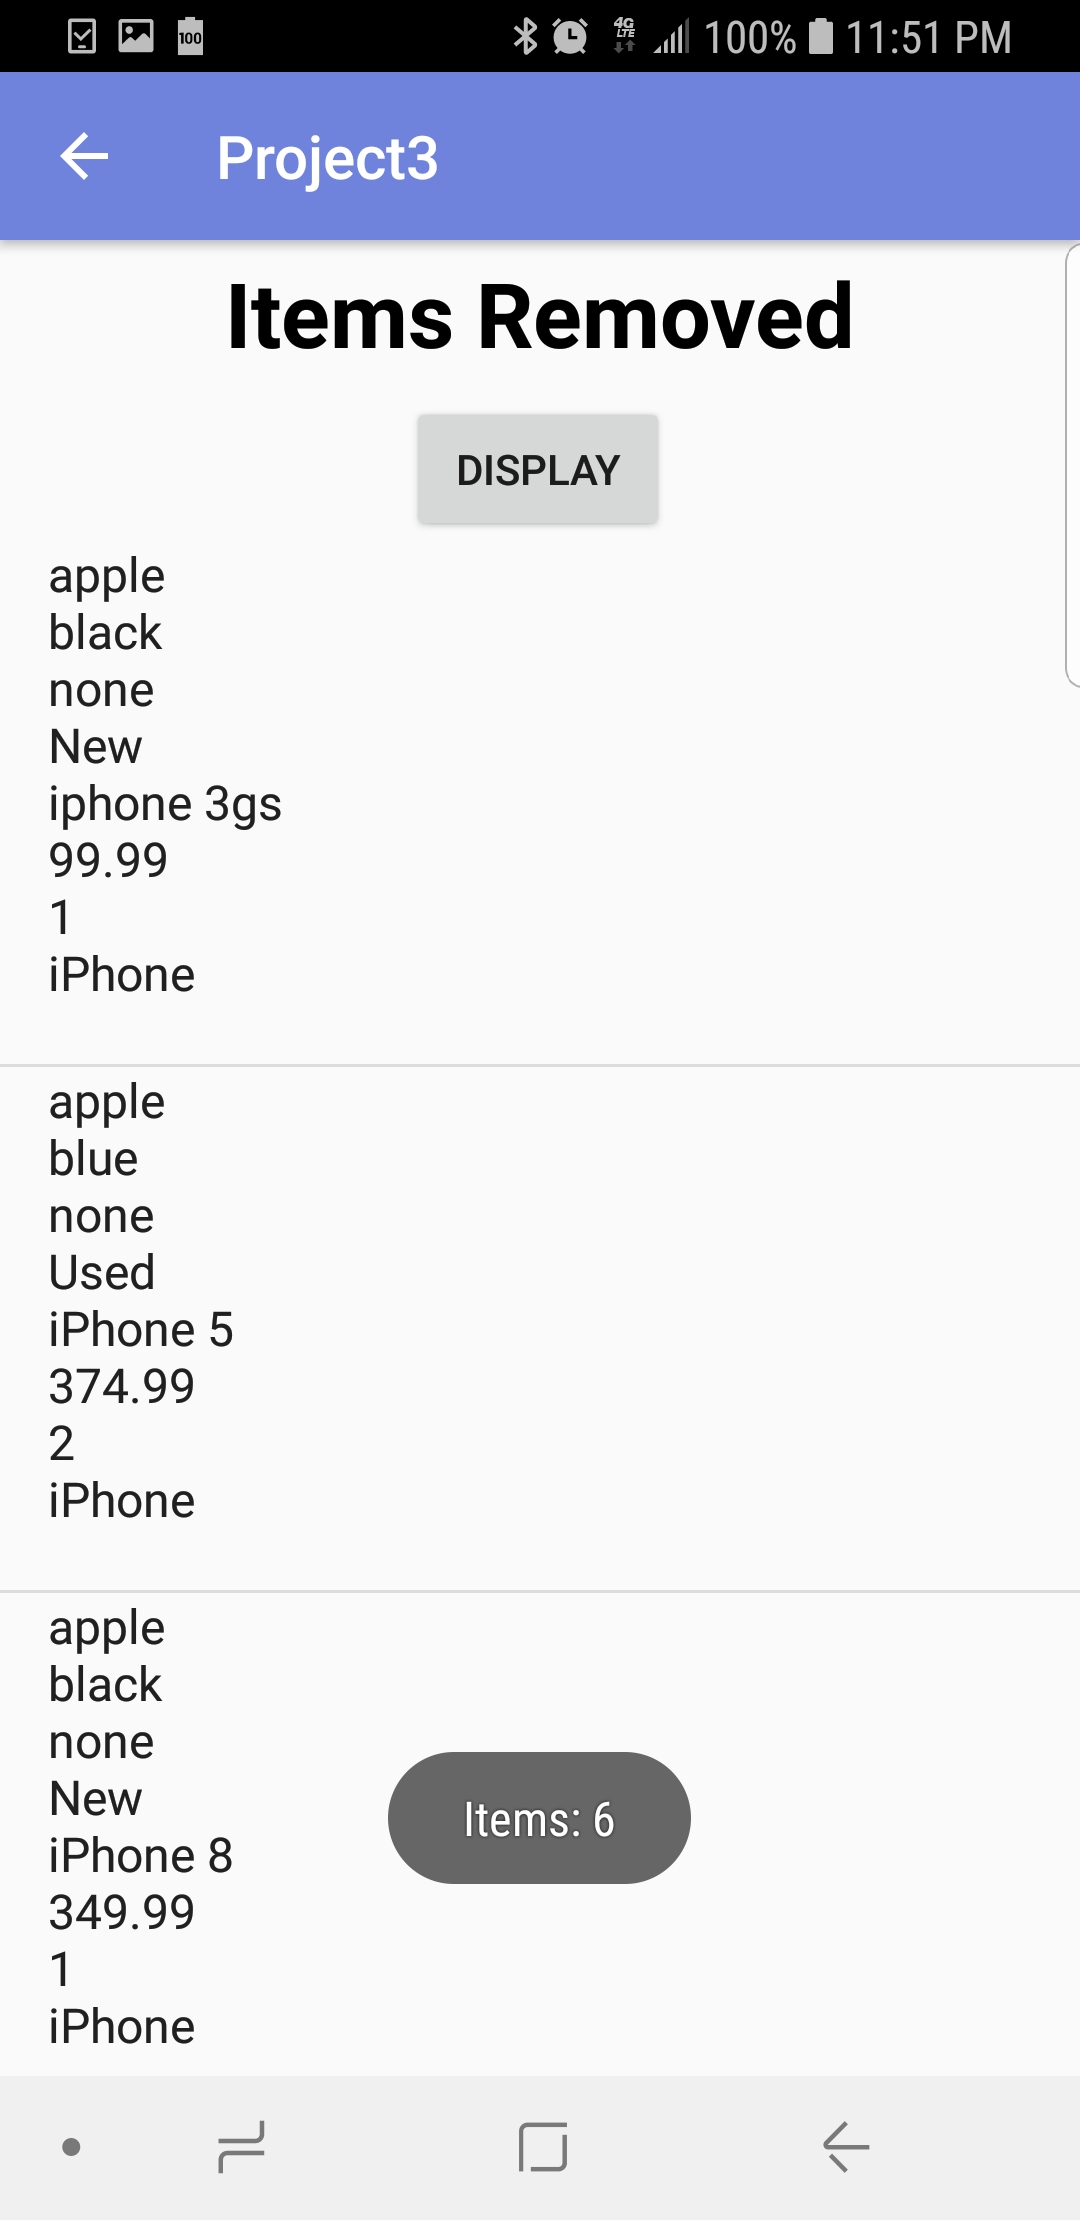 100 4G LTE 100% 11:51 PM
Project3
Items Removed
DISPLAY
apple
black
none
New
iphone 3gs
99.99
1
iPhone
apple
blue
none
Used
iPhone 5
374.99
2
iPhone
apple
black
none
New
Items: 6
iPhone 8
349.99
1
iPhone